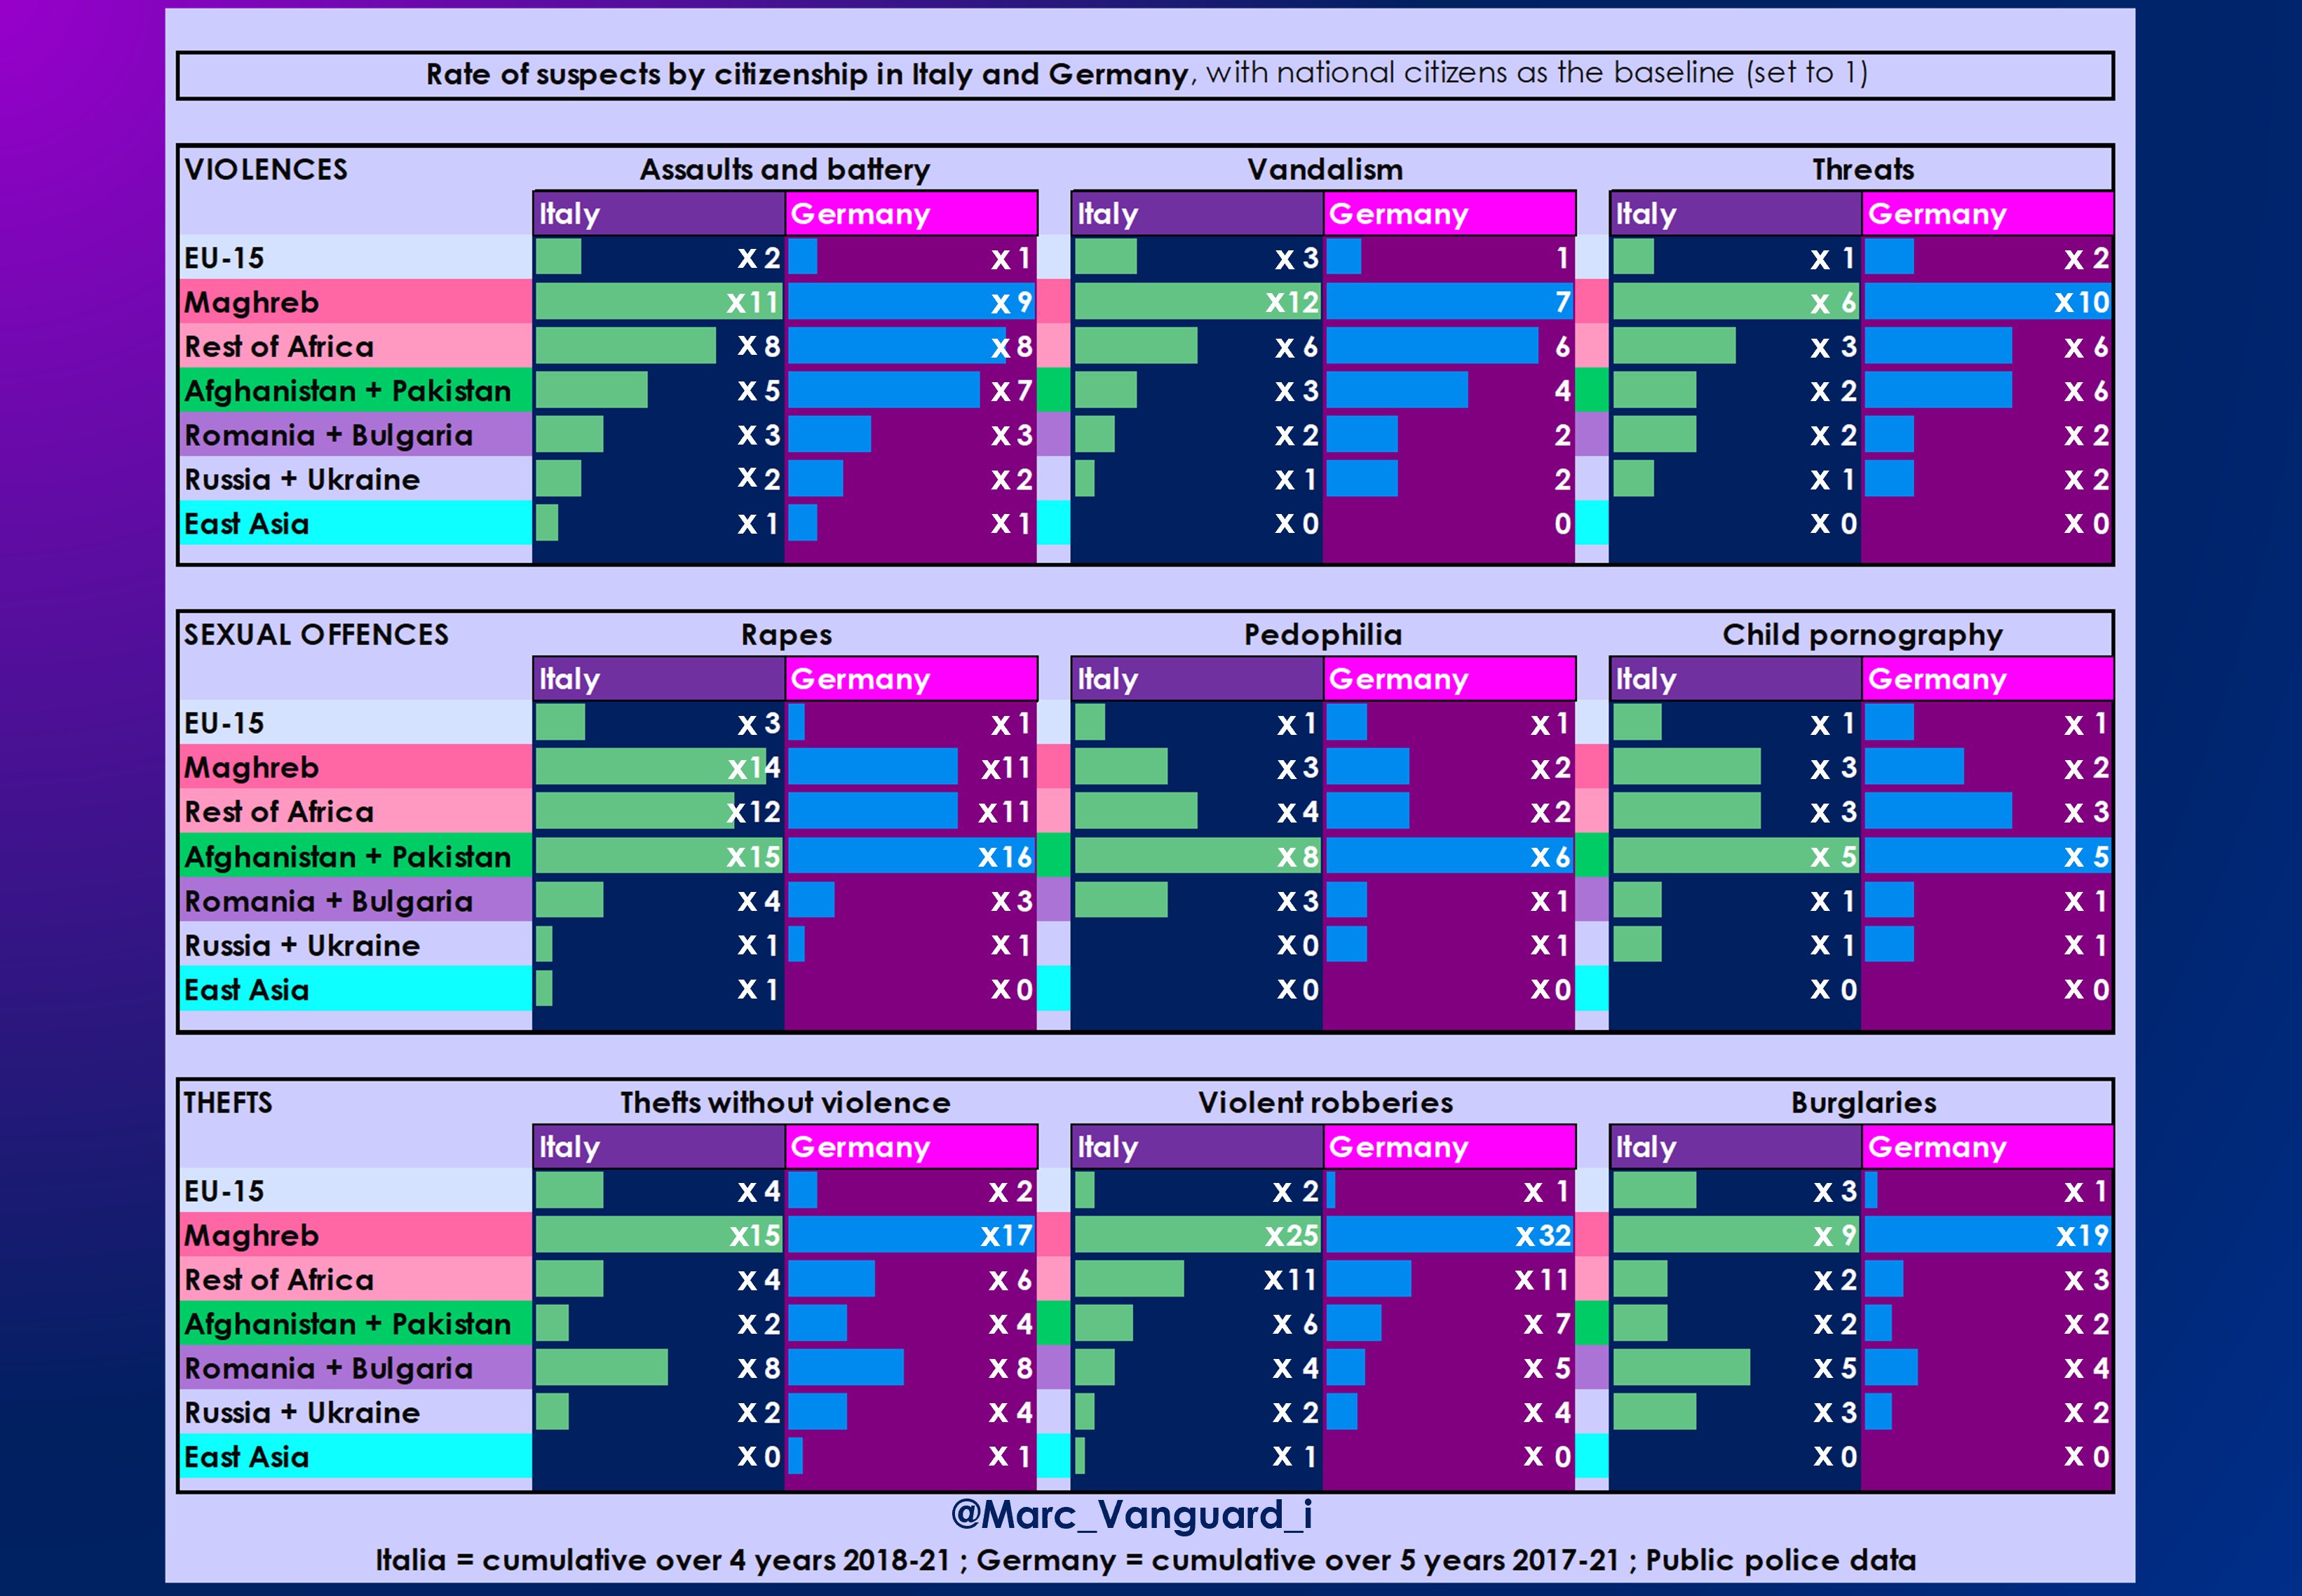 Rate of suspects by citizenship in Italy and Germany, with national citizens as the baseline (set to 1)
VIOLENCES Assaults and battery Vandalism Threats
Italy Germany Italy Germany Italy Germany
EU-15 x 2 x 1 x 3 1 x 1 x 2
Maghreb x11 x 9 x12 7 x 6 x10
Rest of Africa x 8 x 8 x 6 6 x 3 x 6
Afghanistan + Pakistan x 5 x 7 x 3 4 x 2 x 6
Romania + Bulgaria x 3 x 3 x 2 2 x 2 x 2
Russia + Ukraine x 2 x 2 x 1 2 x 1 x 2
East Asia x 1 x 1 x 0 0 x 0 x 0
SEXUAL OFFENCES Rapes Pedophilia Child pornography
Italy Germany Italy Germany Italy Germany
EU-15 x 3 x 1 x 1 x 1 x 1 x 1
Maghreb x14 x11 x 3 x 2 x 3 x 2
Rest of Africa x12 x11 x 4 x 2 x 3 x 3
Afghanistan + Pakistan x15 x16 x 8 x 6 x 5 x 5
Romania + Bulgaria x 4 x 3 x 3 x 1 x 1 x 1
Russia + Ukraine x 1 x 1 x 0 x 1 x 1 x 1
East Asia x 1 x 0 x 0 x 0 x 0 x 0
THEFTS Thefts without violence Violent robberies Burglaries
Italy Germany Italy Germany Italy Germany
EU-15 x 4 x 2 x 2 x 1 x 3 x 1
Maghreb x15 x17 x25 x32 x 9 x19
Rest of Africa x 4 x 6 x11 x11 x 2 x 3
Afghanistan + Pakistan x 2 x 4 x 6 x 7 x 2 x 2
Romania + Bulgaria x 8 x 8 x 4 x 5 x 5 x 4
Russia + Ukraine x 2 x 4 x 2 x 4 x 3 x 2
East Asia x 0 x 1 x 1 x 0 x 0 x 0
@Marc_Vanguard_i
Italia = cumulative over 4 years 2018-21 ; Germany = cumulative over 5 years 2017-21 ; Public police data